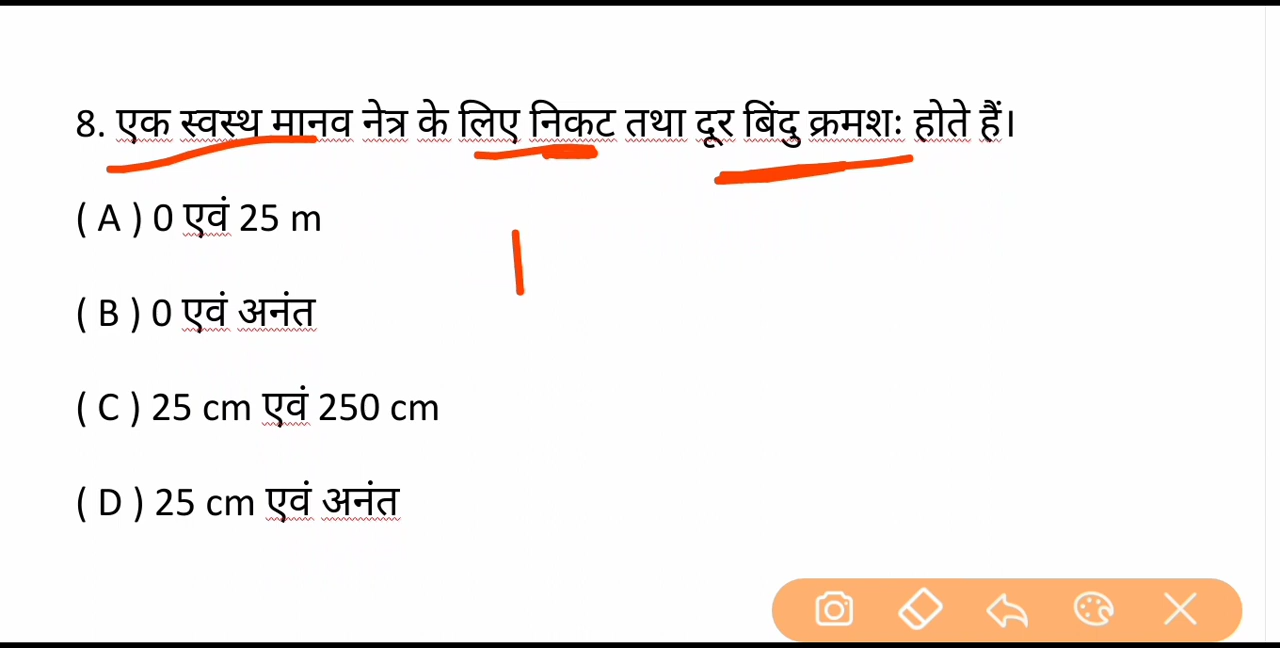 8. एक स्वस्थ मानव नेत्र के लिए निकट तथा दूर बिंदु क्रमशः होते हैं।
( A ) 0 एवं 25 m
( B ) 0 एवं अनंत
( C ) 25 cm एवं 250 cm
( D ) 25 cm एवं अनंत